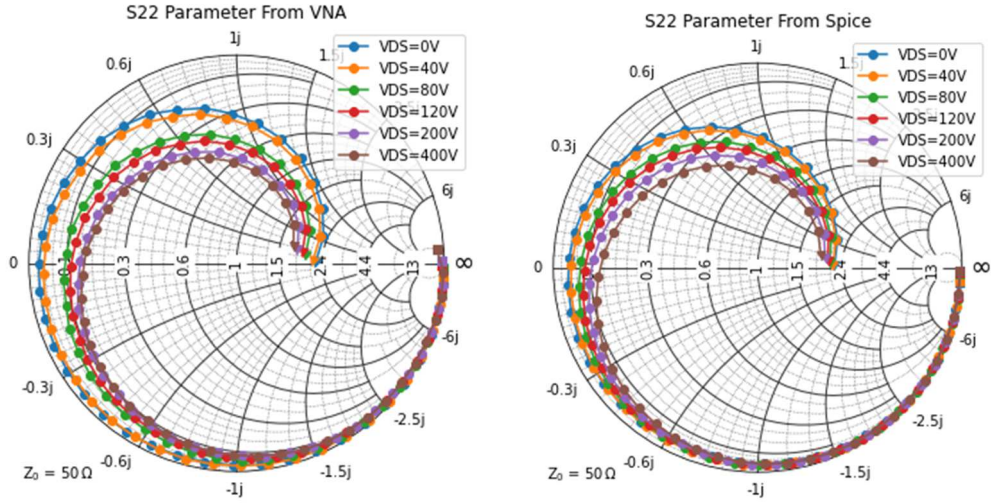 S22 Parameter From VNA
1j
0.6j
1.5j
0.3j
6j
0
0.1
0.3
0.6
1
1.5
2.4
4.4
13
∞
-6j
-0.3j
-2.5j
-0.6j
-1.5j
-1j
Z₀ = 50 Ω
VDS=0V
VDS=40V
VDS=80V
VDS=120V
VDS=200V
VDS=400V
S22 Parameter From Spice
1j
0.6j
1.5j
0.3j
6j
0
0.3
0.6
1
1.5
2.4
4.4
13
∞
-6j
-0.3j
-2.5j
-0.6j
-1.5j
-1j
Z₀ = 50 Ω
VDS=0V
VDS=40V
VDS=80V
VDS=120V
VDS=200V
VDS=400V